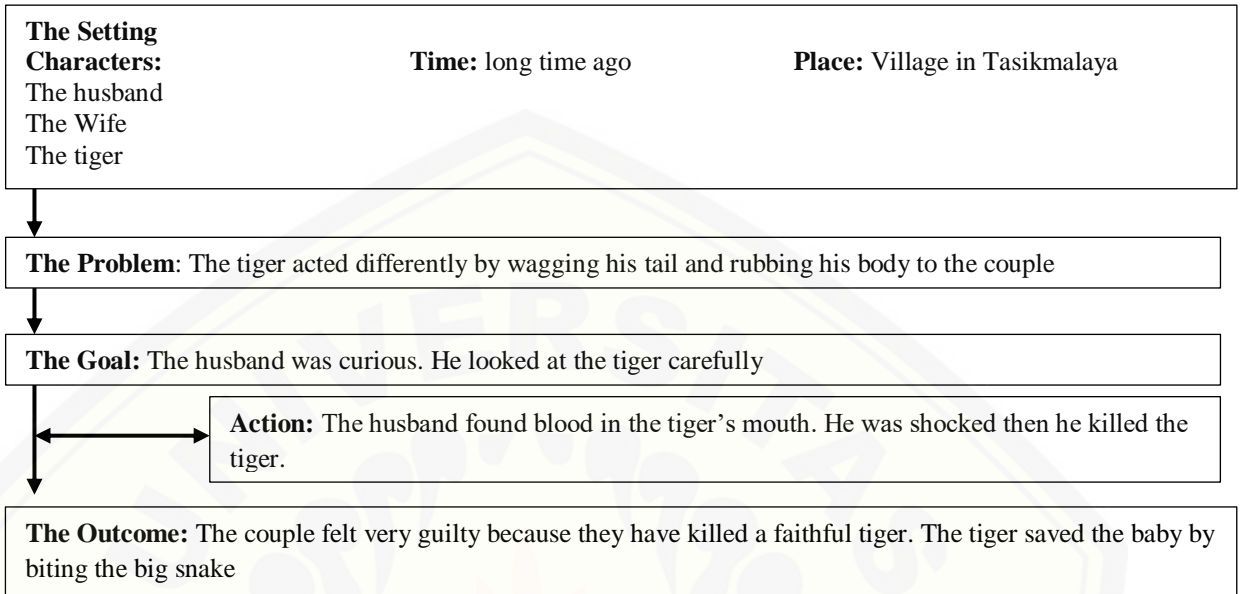 The Setting
Characters: Time: long time ago Place: Village in Tasikmalaya
The husband
The Wife
The tiger
The Problem: The tiger acted differently by wagging his tail and rubbing his body to the couple
The Goal: The husband was curious. He looked at the tiger carefully
Action: The husband found blood in the tiger's mouth. He was shocked then he killed the
tiger.
The Outcome: The couple felt very guilty because they have killed a faithful tiger. The tiger saved the baby by
biting the big snake
UNIVERSITAS